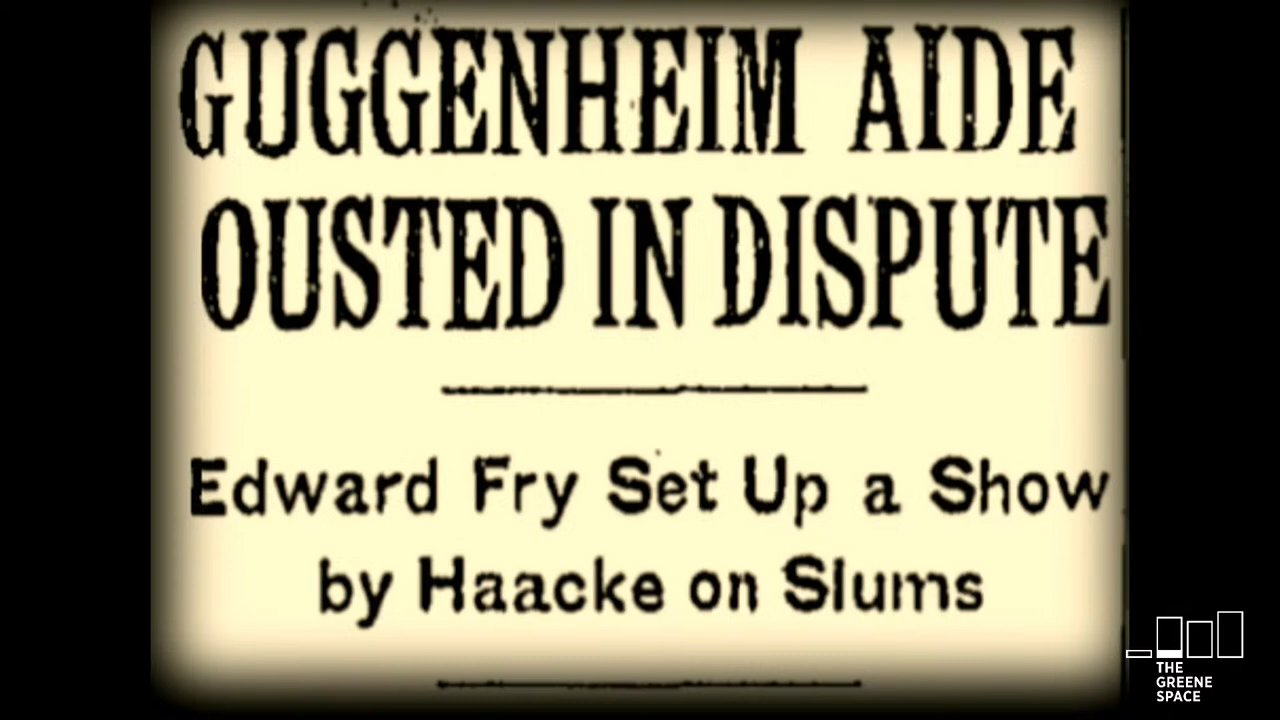 GUGGENHEIM AIDE
OUSTED IN DISPUTE
Edward Fry Set Up a Show
by Haacke on Slums
THE
GREENE
SPACE